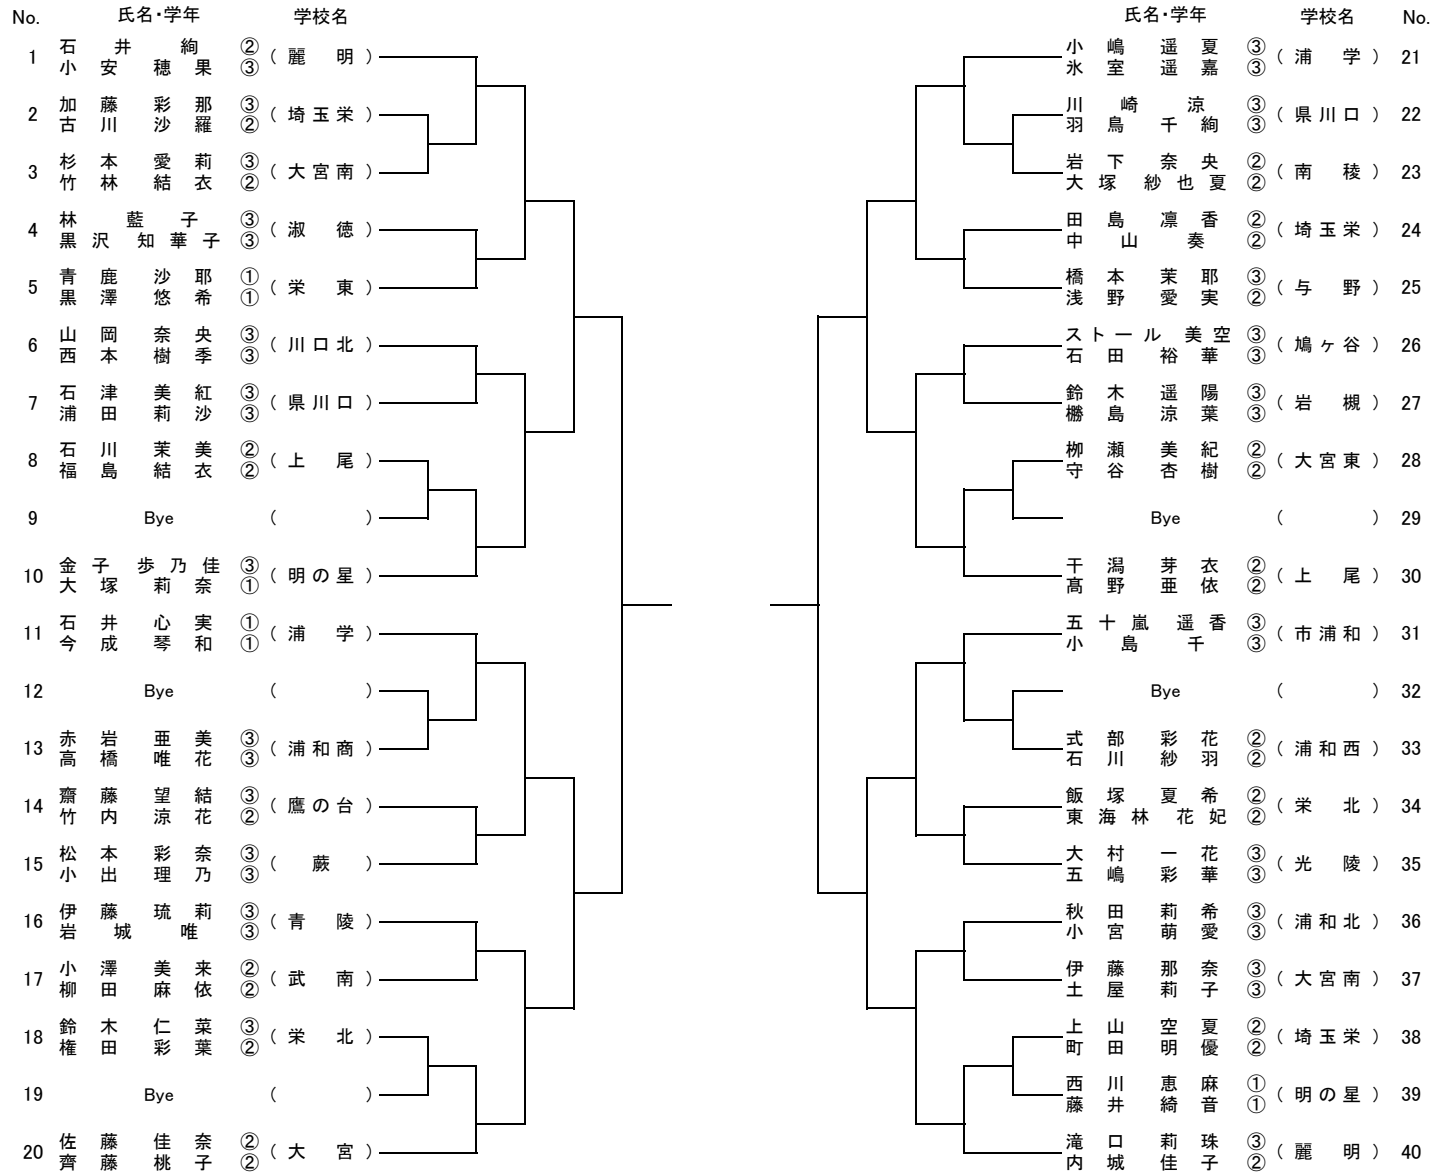 No. 氏名・学年 学校名
1 石井絢 ② 小安穂果 ③ (麗明)
2 加藤彩那 ③ 古川沙羅 ② (埼玉栄)
3 杉本愛莉 ③ 竹林結衣 ② (大宮南)
4 林藍子 ③ 黒沢知華子 ③ (淑徳)
5 青鹿沙耶 ① 黒澤悠希 ① (栄東)
6 山岡奈央 ③ 西本樹季 ③ (川口北)
7 石津美紅 ③ 浦田莉沙 ③ (県川口)
8 石川茉美 ② 福島結衣 ② (上尾)
9 Bye ( )
10 金子歩乃佳 ③ 大塚莉奈 ① (明の星)
11 石井心実 ① 今成琴和 ① (浦学)
12 Bye ( )
13 赤岩亜美 ③ 高橋唯花 ③ (浦和商)
14 齋藤望結 ③ 竹内涼花 ② (鷹の台)
15 松本彩奈 ③ 小出理乃 ③ (蕨)
16 伊藤琉莉 ③ 岩城唯 ③ (青陵)
17 小澤美来 ② 柳田麻依 ② (武南)
18 鈴木仁菜 ③ 権田彩葉 ② (栄北)
19 Bye ( )
20 佐藤佳奈 ② 齊藤桃子 ② (大宮)
氏名・学年 学校名 No.
小嶋遥夏 ③ 氷室遥嘉 ③ (浦学) 21
川崎涼 ③ 羽鳥千絢 ③ (県川口) 22
岩下奈央 ② 大塚紗也夏 ② (南稜) 23
田島凛香 ② 中山奏 ② (埼玉栄) 24
橋本茉耶 ③ 浅野愛実 ② (与野) 25
ストール美空 ③ 石田裕華 ③ (鳩ヶ谷) 26
鈴木遥陽 ③ 橳島涼葉 ③ (岩槻) 27
栁瀬美紀 ② 守谷杏樹 ② (大宮東) 28
Bye ( ) 29
干潟芽衣 ② 髙野亜依 ② (上尾) 30
五十嵐遥香 ③ 小島千 ③ (市浦和) 31
Bye ( ) 32
式部彩花 ② 石川紗羽 ② (浦和西) 33
飯塚夏希 ② 東海林花妃 ② (栄北) 34
大村一花 ③ 五嶋彩華 ③ (光陵) 35
秋田莉希 ③ 小宮萌愛 ③ (浦和北) 36
伊藤那奈 ③ 土屋莉子 ③ (大宮南) 37
上山空夏 ② 町田明優 ② (埼玉栄) 38
西川恵麻 ① 藤井綺音 ① (明の星) 39
滝口莉珠 ③ 内城佳子 ② (麗明) 40